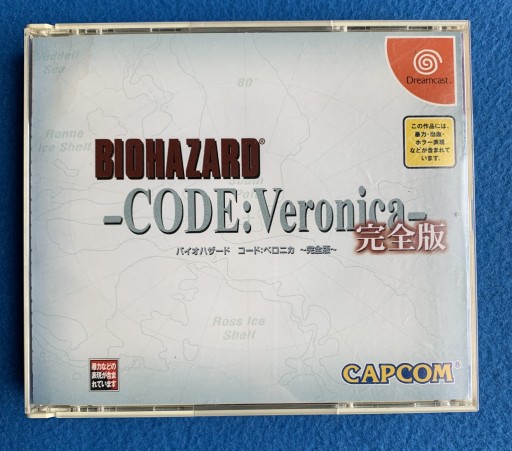 Dreamcast.
80°
Weddell
Sea
Ronne
Ice Shelf
この作品には、
暴力・出血・
ホラー表現
などが含まれて
います。
BIOHAZARD®
South
Pole
-CODE:Veronica-
完全版
バイオハザード コード:ベロニカ ~完全版~
Ross Ice
Shelf
暴力などの
表現が含ま
れています
CAPCOM®